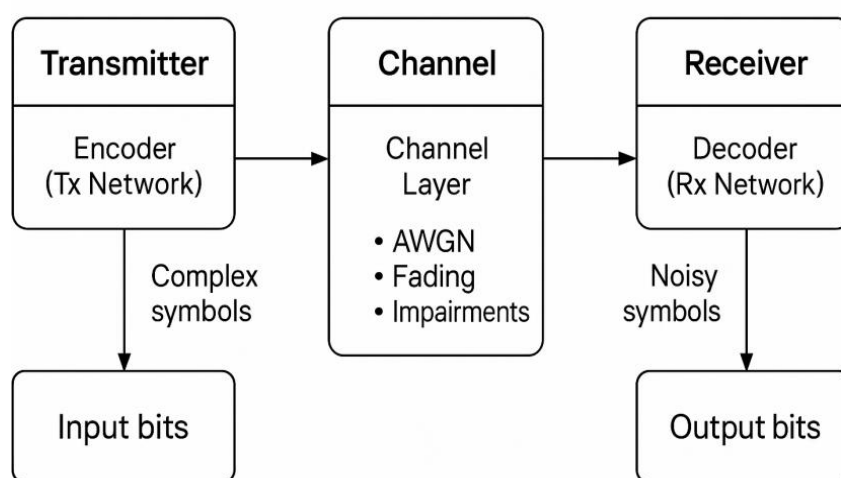 Transmitter
Encoder
(Tx Network)
Complex
symbols
Input bits
Channel
Channel
Layer
• AWGN
• Fading
• Impairments
Receiver
Decoder
(Rx Network)
Noisy
symbols
Output bits